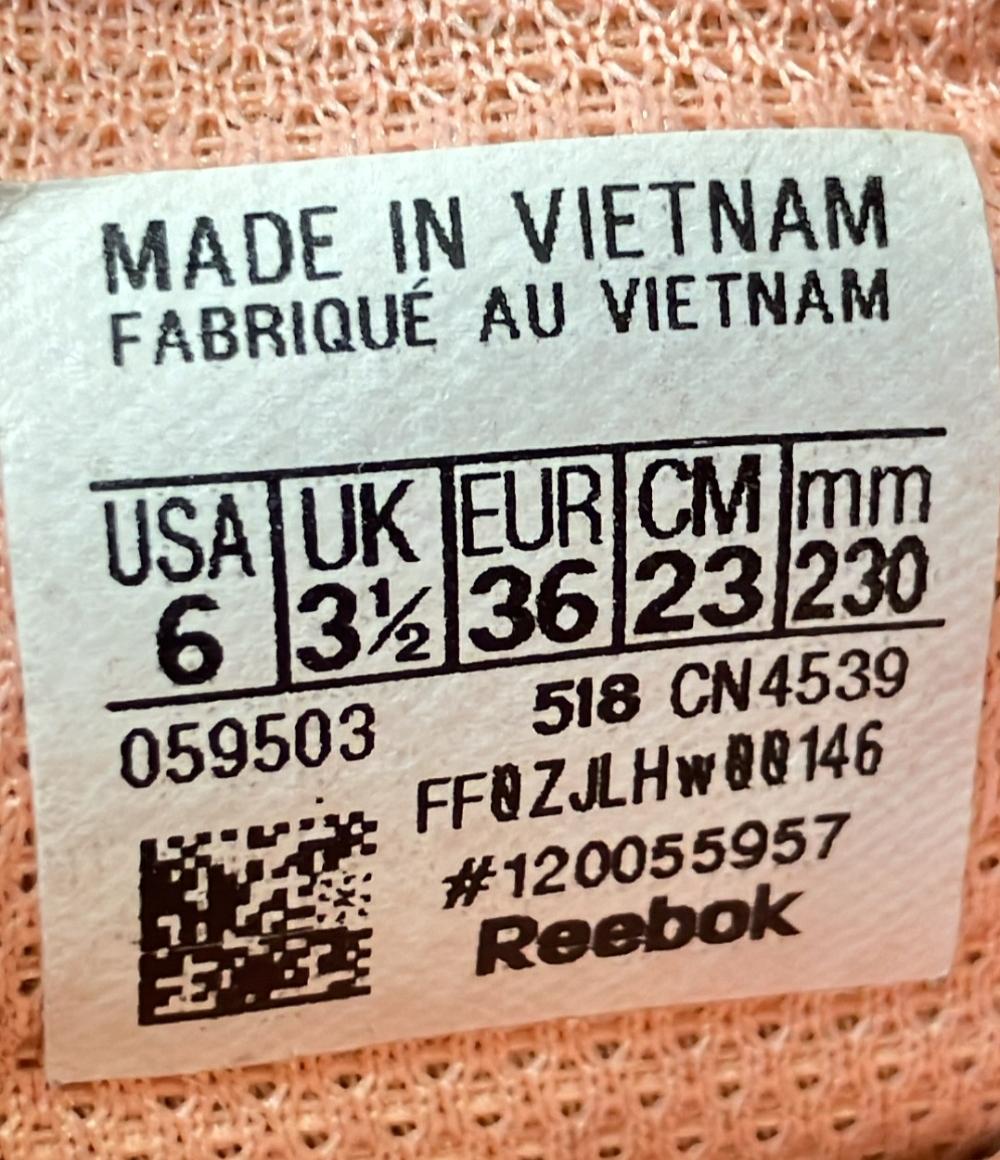 MADE IN VIETNAM
FABRIQUÉ AU VIETNAM
USA UK EUR CM mm
6 3½ 36 23 230
059503 518 CN4539
FF0ZJLHw00146
#120055957
Reebok